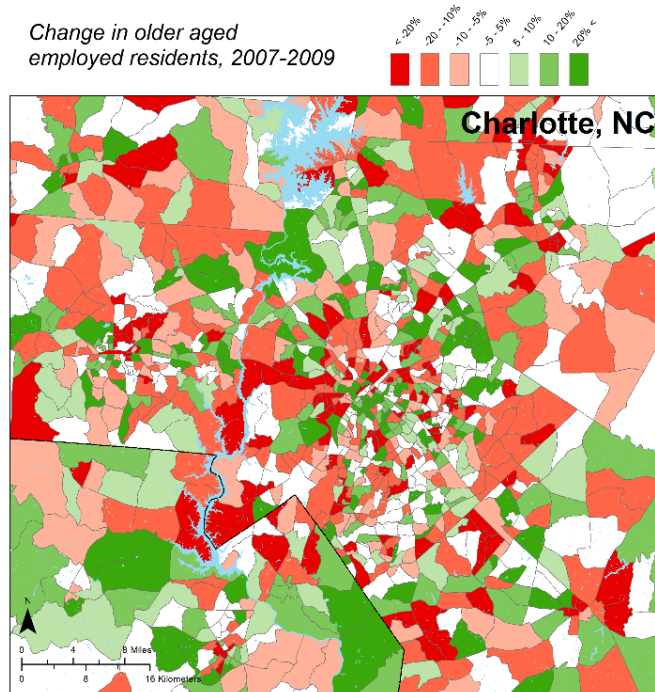 Change in older aged
employed residents, 2007-2009
< -20%
-20 - -10%
-10 - -5%
-5 - 5%
5 - 10%
10 - 20%
20% <
Charlotte, NC
N
0 4 8 Miles
0 8 16 Kilometers